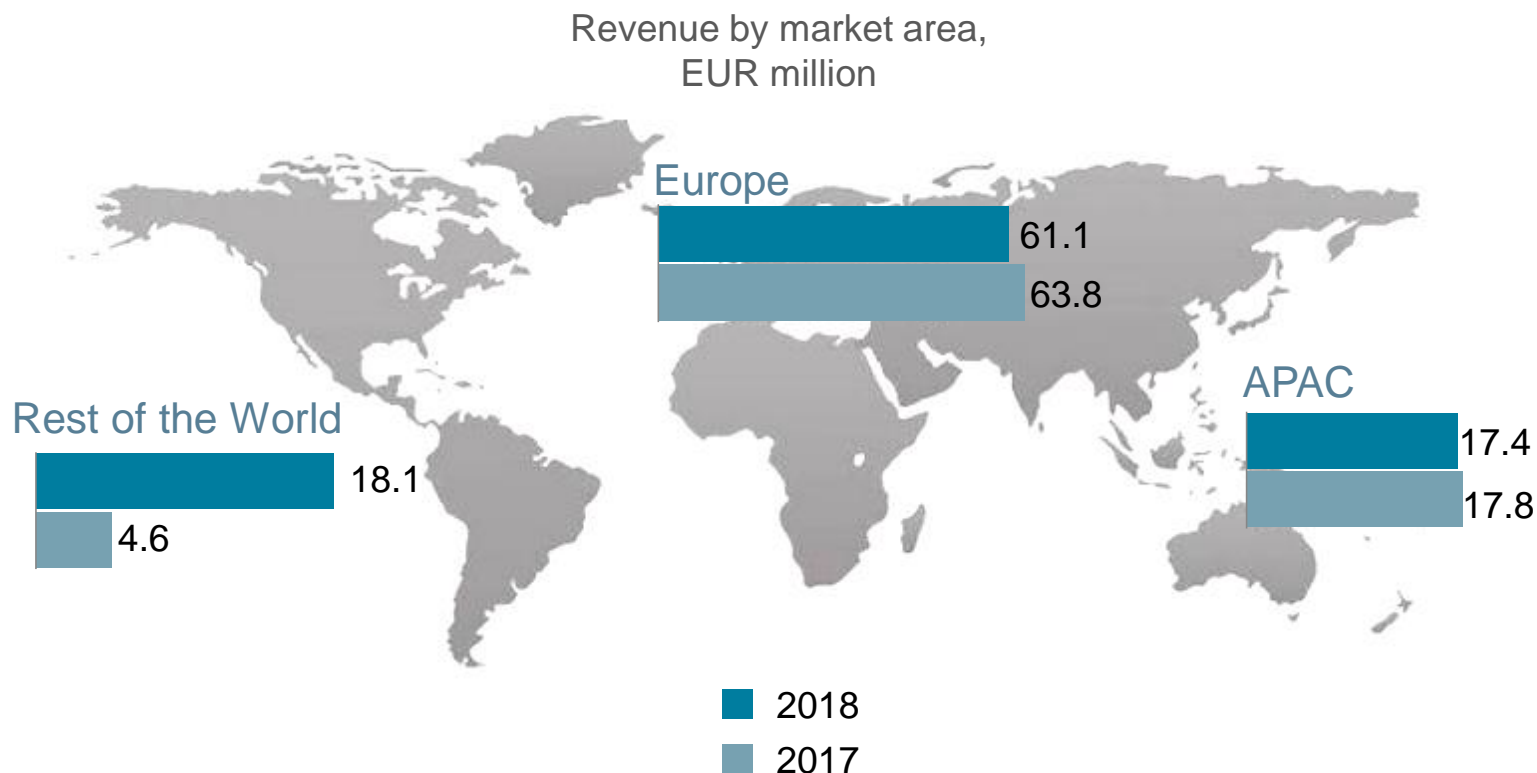 Revenue by market area,
EUR million
Europe
61.1
63.8
APAC
17.4
17.8
Rest of the World
18.1
4.6
2018
2017